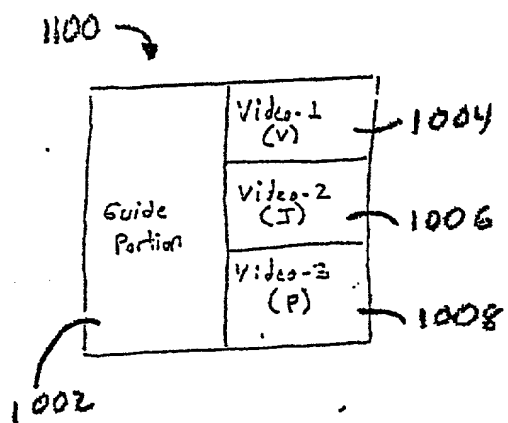 1100
Video-1
(V)
1004
Guide
Portion
Video-2
(I)
1006
Video-3
(P)
1008
1002